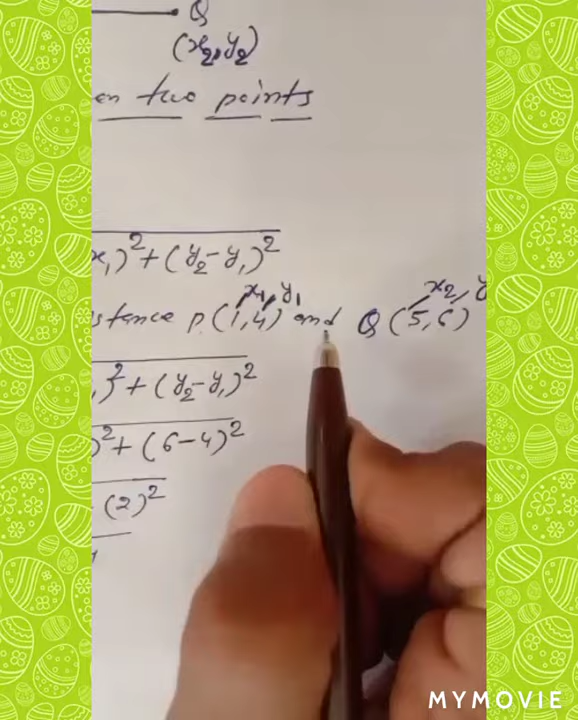 Q
(x₂, y₂)
en two points
x₁)² + (y₂ - y₁)²
x₁, y₁ x₂, y
stance P. (1,4) and Q (5,6)
)² + (y₂ - y₁)²
)² + (6 - 4)²
(2)²
MYMOVIE